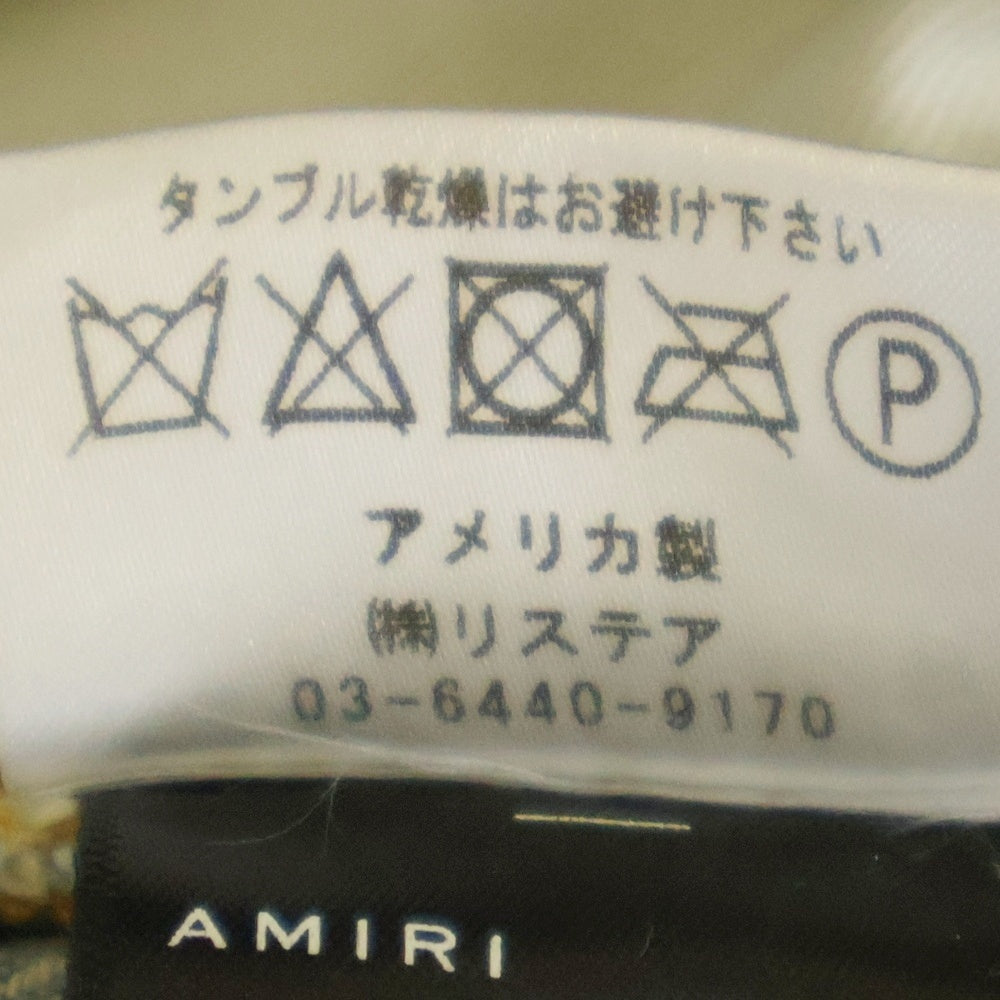 タンブル乾燥はお避け下さい
P
アメリカ製
㈱リステア
03-6440-9170
AMIRI